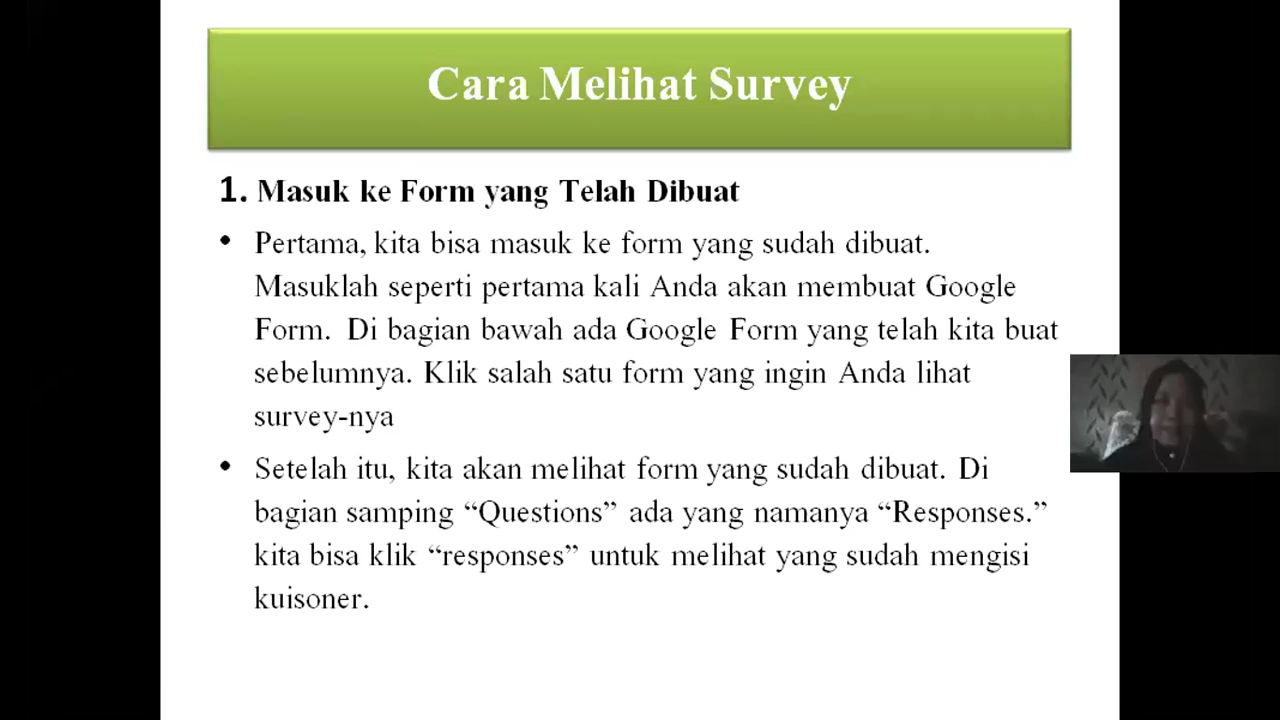 Cara Melihat Survey
1. Masuk ke Form yang Telah Dibuat
• Pertama, kita bisa masuk ke form yang sudah dibuat.
Masuklah seperti pertama kali Anda akan membuat Google
Form. Di bagian bawah ada Google Form yang telah kita buat
sebelumnya. Klik salah satu form yang ingin Anda lihat
survey-nya
• Setelah itu, kita akan melihat form yang sudah dibuat. Di
bagian samping “Questions” ada yang namanya “Responses.”
kita bisa klik “responses” untuk melihat yang sudah mengisi
kuisoner.